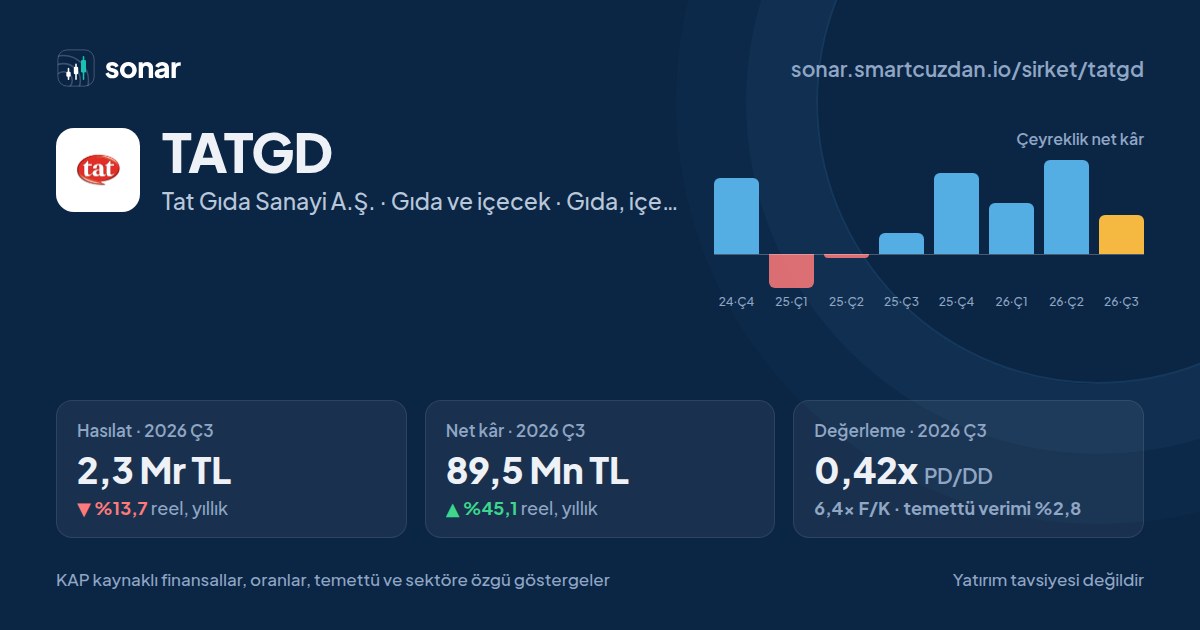 sonar
sonar.smartcuzdan.io/sirket/tatgd
tat
TATGD
Tat Gıda Sanayi A.Ş. · Gıda ve içecek · Gıda, içe...
Çeyreklik net kâr
24·Ç4 25·Ç1 25·Ç2 25·Ç3 25·Ç4 26·Ç1 26·Ç2 26·Ç3
Hasılat · 2026 Ç3
2,3 Mr TL
▼ %13,7 reel, yıllık
Net kâr · 2026 Ç3
89,5 Mn TL
▲ %45,1 reel, yıllık
Değerleme · 2026 Ç3
0,42x PD/DD
6,4× F/K · temettü verimi %2,8
KAP kaynaklı finansallar, oranlar, temettü ve sektöre özgü göstergeler
Yatırım tavsiyesi değildir